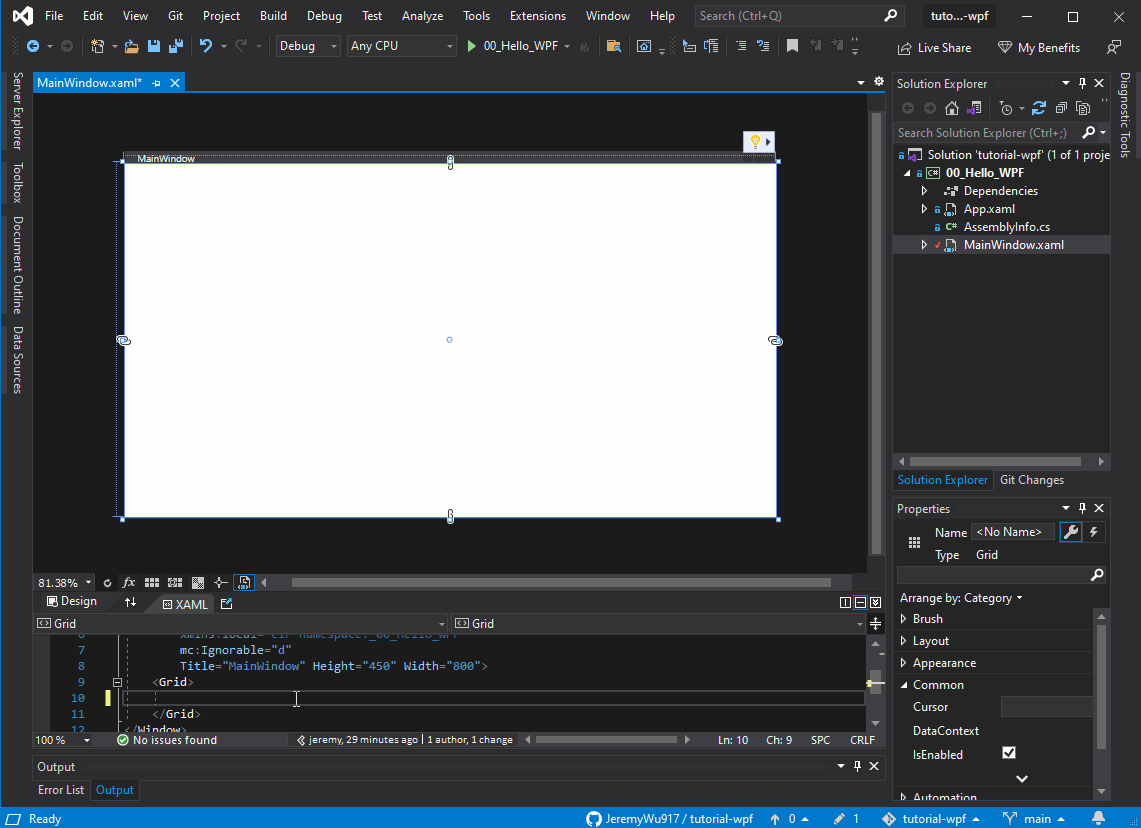 File Edit View Git Project Build Debug Test Analyze Tools Extensions Window Help Search (Ctrl+Q) tuto...-wpf
Debug Any CPU 00_Hello_WPF Live Share My Benefits
Server Explorer
Toolbox
Document Outline
Data Sources
MainWindow.xaml*
MainWindow
81.38% fx
Design XAML
Grid Grid
7 mc:Ignorable="d"
8 Title="MainWindow" Height="450" Width="800">
9 <Grid>
10
11 </Grid>
12 </Window>
100 % No issues found jeremy, 29 minutes ago | 1 author, 1 change Ln: 10 Ch: 9 SPC CRLF
Output
Error List Output
Solution Explorer
Search Solution Explorer (Ctrl+;)
Solution 'tutorial-wpf' (1 of 1 proje
C# 00_Hello_WPF
Dependencies
App.xaml
C# AssemblyInfo.cs
MainWindow.xaml
Solution Explorer Git Changes
Properties
Name <No Name>
Type Grid
Arrange by: Category
Brush
Layout
Appearance
Common
Cursor
DataContext
IsEnabled
Automation
Diagnostic Tools
Ready JeremyWu917 / tutorial-wpf 0 1 tutorial-wpf main